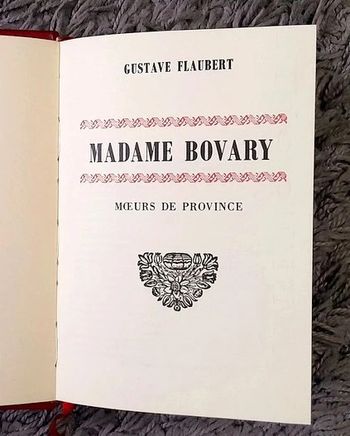 GUSTAVE FLAUBERT
MADAME BOVARY
MŒURS DE PROVINCE